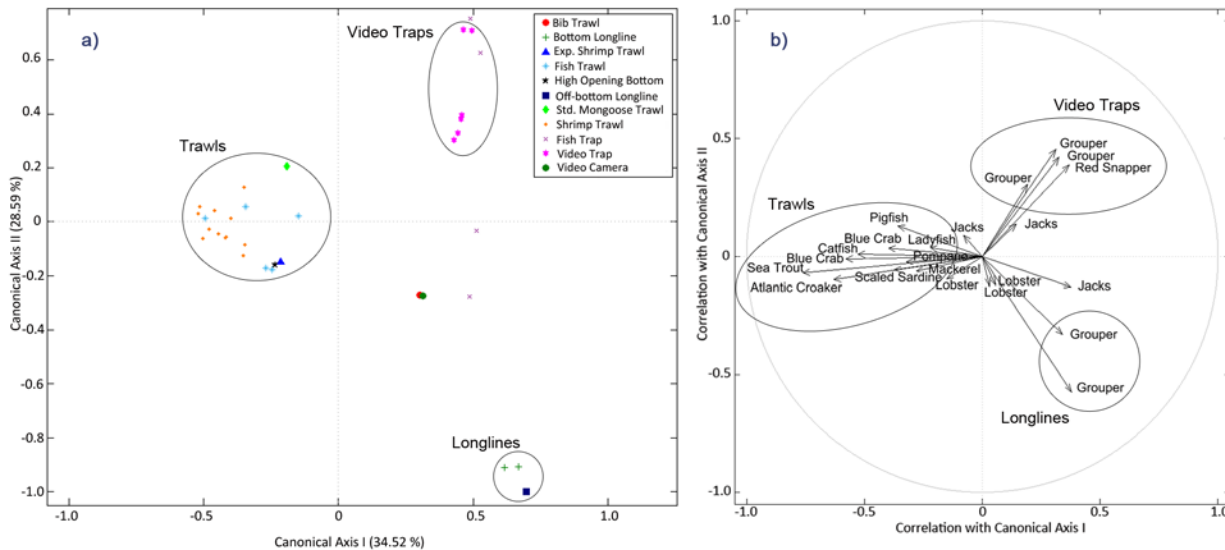 a)
Video Traps
Trawls
Longlines
Bib Trawl
Bottom Longline
Exp. Shrimp Trawl
Fish Trawl
High Opening Bottom
Off-bottom Longline
Std. Mongoose Trawl
Shrimp Trawl
Fish Trap
Video Trap
Video Camera
0.6
0.4
0.2
0
-0.2
-0.4
-0.6
-0.8
-1.0
Canonical Axis II (28.59 %)
-1.0 -0.5 0 0.5 1.0
Canonical Axis I (34.52 %)
b)
Video Traps
Grouper
Grouper
Red Snapper
Grouper
Trawls
Pigfish
Jacks
Jacks
Blue Crab
Ladyfish
Catfish
Blue Crab
Pompano
Sea Trout
Mackerel
Scaled Sardine
Atlantic Croaker
Lobster
Lobster
Lobster
Jacks
Grouper
Grouper
Longlines
1.0
0.5
0
-0.5
-1.0
Correlation with Canonical Axis II
-1.0 -0.5 0 0.5 1.0
Correlation with Canonical Axis I